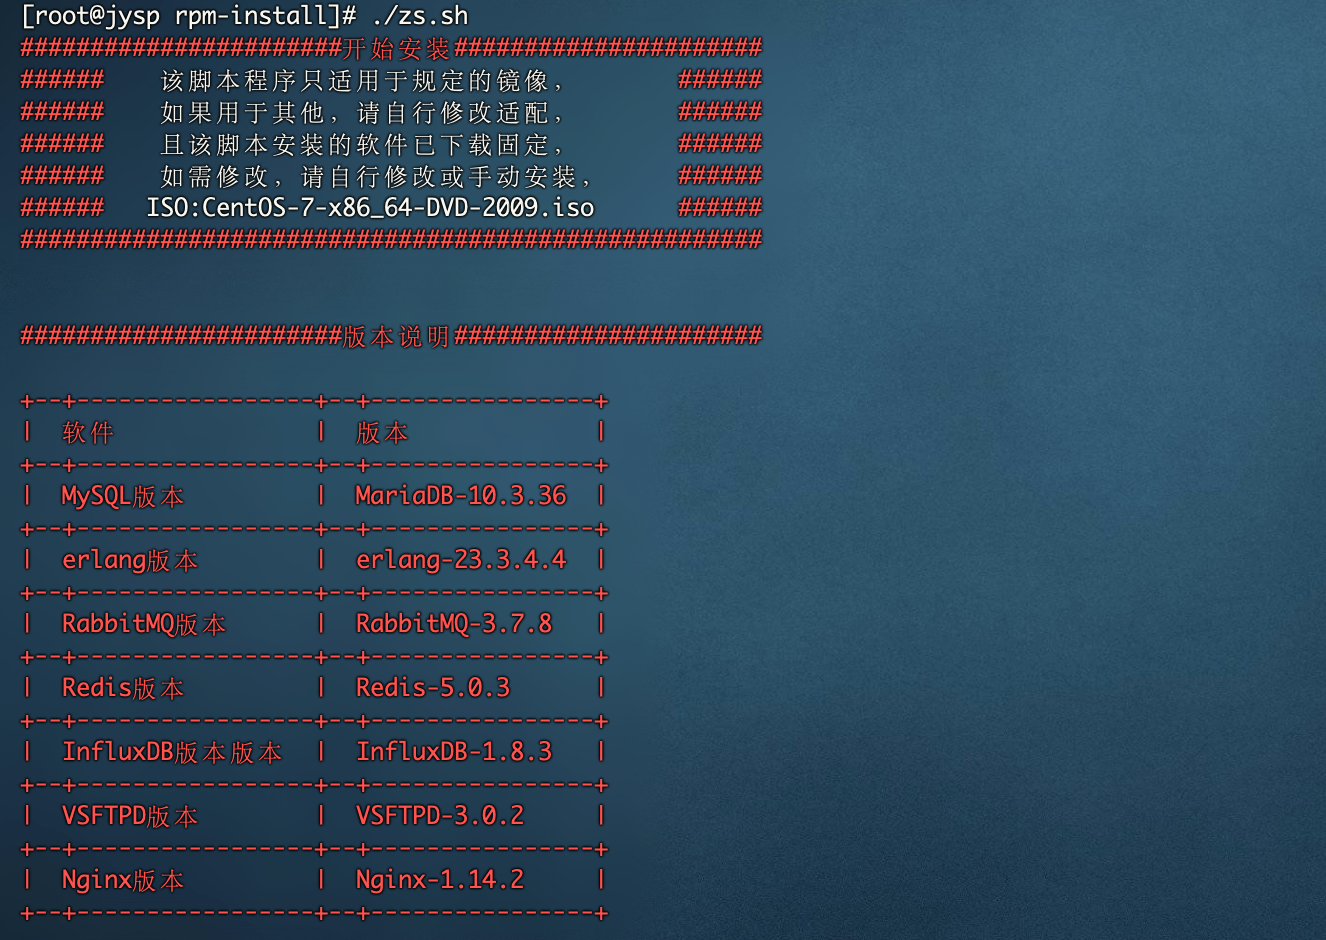 [root@jysp rpm-install]# ./zs.sh
#######################开始安装######################
######    该脚本程序只适用于规定的镜像，        ######
######    如果用于其他，请自行修改适配，        ######
######    且该脚本安装的软件已下载固定，        ######
######    如需修改，请自行修改或手动安装，      ######
######   ISO:CentOS-7-x86_64-DVD-2009.iso      ######
#####################################################
#######################版本说明######################
+--+-----------------+--+----------------+
|  软件              |  版本             |
+--+-----------------+--+----------------+
|  MySQL版本         |  MariaDB-10.3.36  |
+--+-----------------+--+----------------+
|  erlang版本        |  erlang-23.3.4.4  |
+--+-----------------+--+----------------+
|  RabbitMQ版本      |  RabbitMQ-3.7.8   |
+--+-----------------+--+----------------+
|  Redis版本         |  Redis-5.0.3      |
+--+-----------------+--+----------------+
|  InfluxDB版本版本  |  InfluxDB-1.8.3   |
+--+-----------------+--+----------------+
|  VSFTPD版本        |  VSFTPD-3.0.2     |
+--+-----------------+--+----------------+
|  Nginx版本         |  Nginx-1.14.2     |
+--+-----------------+--+----------------+